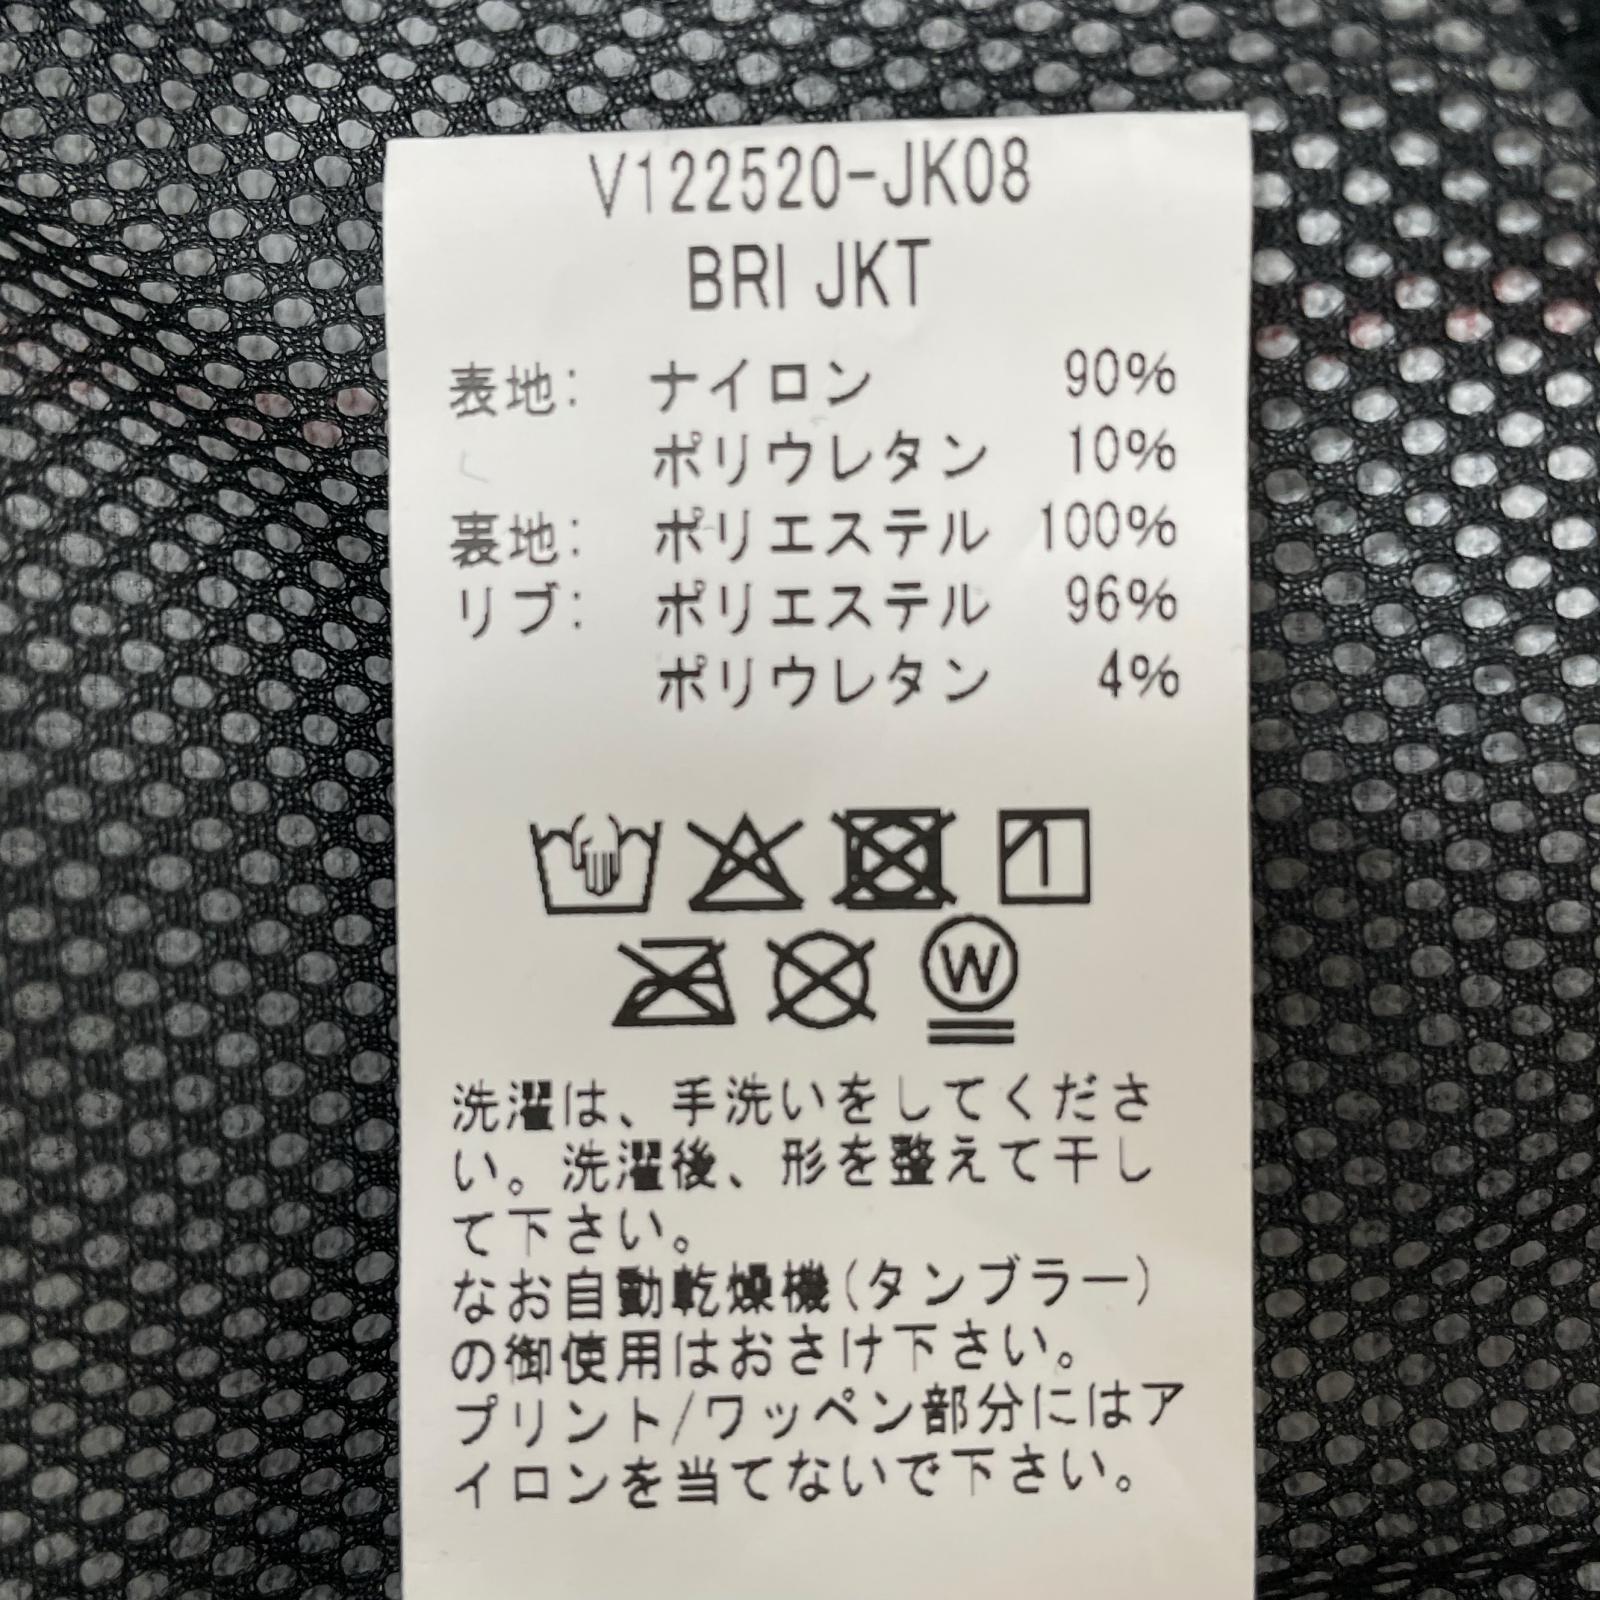 V122520-JK08
BRI JKT
表地: ナイロン 90%
ポリウレタン 10%
裏地: ポリエステル 100%
リブ: ポリエステル 96%
ポリウレタン 4%
W
洗濯は、手洗いをしてくださ
い。洗濯後、形を整えて干し
て下さい。
なお自動乾燥機(タンブラー)
の御使用はおさけ下さい。
プリント/ワッペン部分にはア
イロンを当てないで下さい。